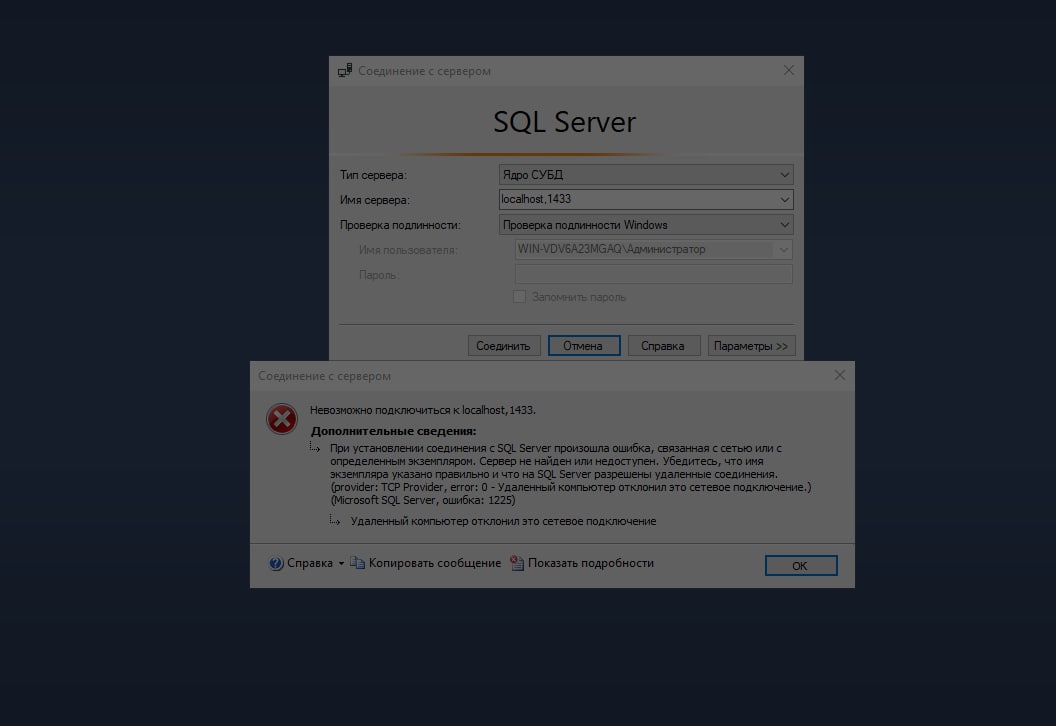 Соединение с сервером
SQL Server
Тип сервера:
Ядро СУБД
Имя сервера:
localhost,1433
Проверка подлинности:
Проверка подлинности Windows
Имя пользователя:
WIN-VDV6A23MGAQ\Администратор
Пароль:
Запомнить пароль
Соединить
Отмена
Справка
Параметры >>
Соединение с сервером
Невозможно подключиться к localhost,1433.
Дополнительные сведения:
При установлении соединения с SQL Server произошла ошибка, связанная с сетью или с
определенным экземпляром. Сервер не найден или недоступен. Убедитесь, что имя
экземпляра указано правильно и что на SQL Server разрешены удаленные соединения.
(provider: TCP Provider, error: 0 - Удаленный компьютер отклонил это сетевое подключение.)
(Microsoft SQL Server, ошибка: 1225)
Удаленный компьютер отклонил это сетевое подключение
Справка
Копировать сообщение
Показать подробности
OK